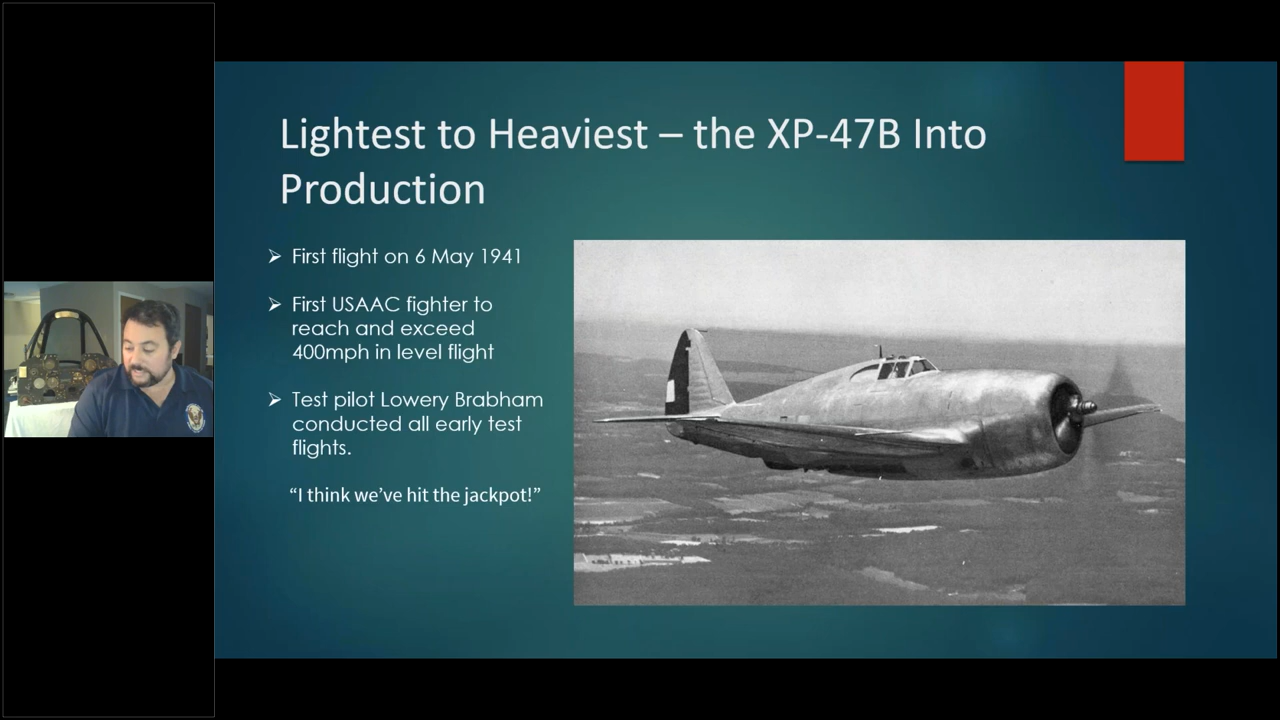 Lightest to Heaviest – the XP-47B Into
Production
➢ First flight on 6 May 1941
➢ First USAAC fighter to
reach and exceed
400mph in level flight
➢ Test pilot Lowery Brabham
conducted all early test
flights.
“I think we’ve hit the jackpot!”